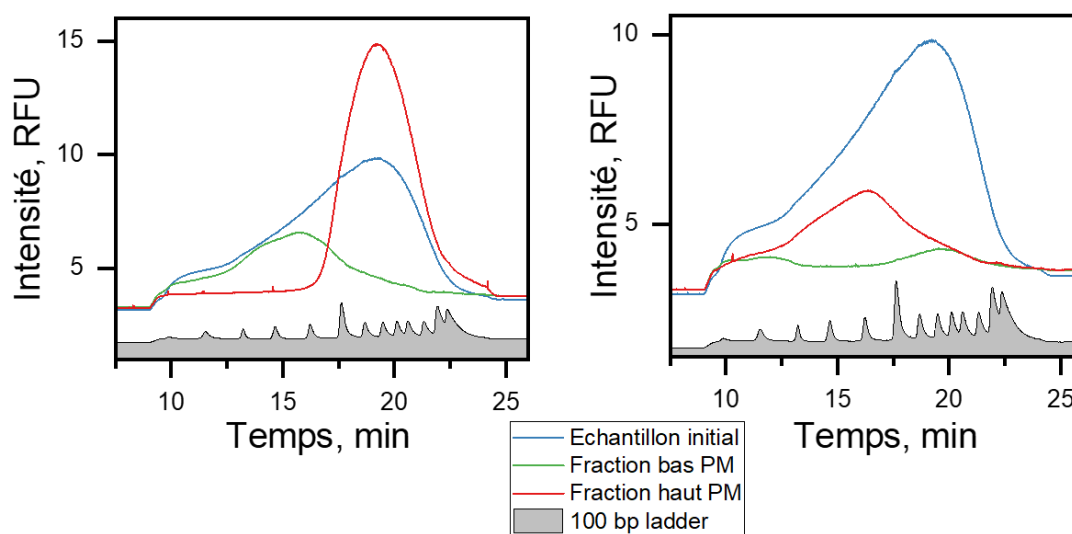 15
10
5
Intensité, RFU
10 15 20 25
Temps, min
10
5
Intensité, RFU
10 15 20 25
Temps, min
Echantillon initial
Fraction bas PM
Fraction haut PM
100 bp ladder